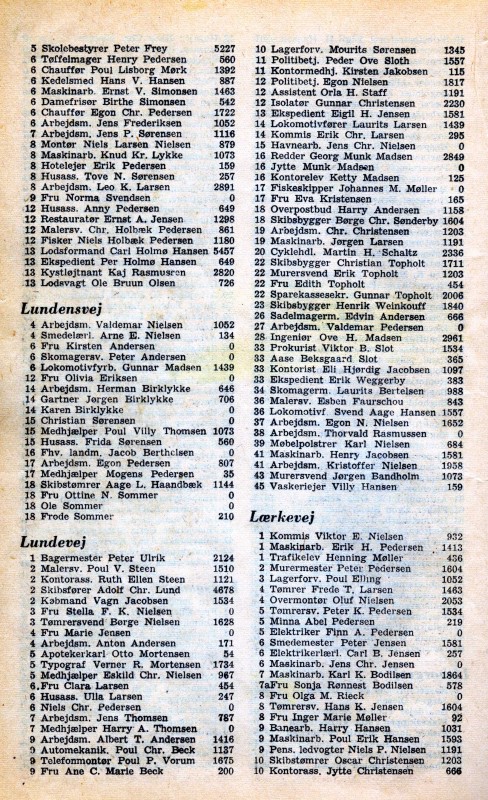 5 Skolebestyrer Peter Frey 5227
6 Tøffelmager Henry Pedersen 560
6 Chauffør Poul Lisborg Mørk 1392
6 Kedelsmed Hans V. Hansen 887
6 Maskinarb. Ernst V. Simonsen 1463
6 Damefrisør Birthe Simonsen 542
6 Chauffør Egon Chr. Pedersen 1722
6 Arbejdsm. Jens Frederiksen 1052
7 Arbejdsm. Jens P. Sørensen 1116
8 Montør Niels Larsen Nielsen 879
8 Maskinarb. Knud Kr. Lykke 1073
8 Hotelejer Erik Pedersen 159
8 Husass. Tove N. Sørensen 257
8 Arbejdsm. Leo K. Larsen 2891
9 Fru Norma Svendsen 0
12 Husass. Anny Pedersen 649
12 Restauratør Ernst A. Jensen 1298
12 Malersv. Chr. Holbæk Pedersen 861
12 Fisker Niels Holbæk Pedersen 1180
13 Lodsformand Carl Holmø Hansen 5457
13 Ekspedient Per Holmø Hansen 649
13 Kystløjtnant Kaj Rasmussen 2820
13 Lodsvagt Ole Bruun Olsen 726
Lundensvej
4 Arbejdsm. Valdemar Nielsen 1052
4 Smedelæri. Arne E. Nielsen 134
6 Fru Kirsten Andersen 0
6 Skomagersv. Peter Andersen 0
6 Lokomotivfyrb. Gunnar Madsen 1439
12 Fru Olivia Eriksen 0
14 Arbejdsm. Herman Birklykke 646
14 Gartner Jørgen Birklykke 706
14 Karen Birklykke 0
15 Christian Sørensen 0
15 Medhjælper Poul Villy Thomsen 1073
15 Husass. Frida Sørensen 560
16 Fhv. landm. Jacob Berthelsen 0
17 Arbejdsm. Egon Pedersen 807
17 Medhjælper Mogens Pedersen 35
18 Skibstømrer Aage L. Haandbæk 1144
18 Fru Ottine N. Sommer 0
18 Ole Sommer 0
18 Frode Sommer 210
Lundevej
1 Bagermester Peter Ulrik 2124
2 Malersv. Poul V. Steen 1510
2 Kontorass. Ruth Ellen Steen 1121
2 Skibsfører Adolf Chr. Lund 4678
2 Købmand Vagn Jacobsen 1534
3 Fru Stella F. K. Nielsen 0
3 Tømrersvend Børge Nielsen 1628
4 Fru Marie Jensen 0
4 Arbejdsm. Anton Andersen 171
5 Apotekerkarl Otto Mortensen 54
5 Typograf Verner R. Mortensen 1734
5 Medhjælper Eskild Chr. Nielsen 967
6 Fru Clara Larsen 454
6 Husass. Ulla Larsen 247
6 Niels Chr. Pedersen 0
7 Arbejdsm. Jens Thomsen 787
7 Medhjælper Harry A. Thomsen 0
9 Arbejdsm. Albert T. Andersen 1416
9 Automekanik. Poul Chr. Beck 1137
9 Telefonmontør Poul P. Vorum 1675
9 Fru Ane C. Marie Beck 200
10 Lagerforv. Mourits Sørensen 1345
11 Politibetj. Peder Ove Sloth 1557
11 Kontormedhj. Kirsten Jakobsen 115
12 Politibetj. Egon Nielsen 1817
12 Assistent Orla H. Staff 1191
12 Isolatør Gunnar Christensen 2230
13 Ekspedient Eigil H. Jensen 1581
14 Lokomotivfører Laurits Larsen 1439
14 Kommis Erik Chr. Larsen 295
15 Havnearb. Jens Chr. Nielsen 0
16 Redder Georg Munk Madsen 2849
16 Jytte Munk Madsen 0
16 Kontorelev Ketty Madsen 125
17 Fiskeskipper Johannes M. Møller 0
17 Fru Eva Kristensen 165
18 Overpostbud Harry Andersen 1158
18 Skibsbygger Børge Chr. Sønderby 1604
19 Arbejdsm. Chr. Christensen 1203
19 Maskinarb. Jørgen Larsen 1191
20 Cyklehdl. Martin H. Schaltz 2336
22 Skibsbygger Christian Topholt 1711
22 Murersvend Erik Topholt 1203
22 Fru Edith Topholt 454
22 Sparekassesekr. Gunnar Topholt 2006
23 Skibsbygger Henrik Weinkouff 1840
26 Sadelmagerm. Edvin Andersen 666
27 Arbejdsm. Valdemar Pedersen 0
28 Ingeniør Ove H. Madsen 2961
33 Prokurist Viktor B. Slot 1534
33 Aase Beksgaard Slot 365
33 Kontorist Eli Hjørdig Jacobsen 1097
33 Ekspedient Erik Weggerby 383
34 Skomagerm. Laurits Bertelsen 988
36 Malersv. Esben Faurschou 843
36 Lokomotivf. Svend Aage Hansen 1557
37 Arbejdsm. Egon N. Nielsen 1652
38 Arbejdsm. Thorvald Rasmussen 0
39 Møbelpolstrer Karl Nielsen 684
41 Maskinarb. Henry Jacobsen 1581
41 Arbejdsm. Kristoffer Nielsen 1958
43 Murersvend Jørgen Bandholm 1073
45 Vaskeriejer Villy Hansen 159
Lærkevej
1 Kommis Viktor E. Nielsen 932
1 Maskinarb. Erik H. Pedersen 1413
1 Trafikelev Henning Møller 436
2 Murermester Peter Pedersen 1604
3 Lagerforv. Poul Elling 1052
4 Tømrer Frede T. Larsen 1463
4 Overmontør Oluf Nielsen 2053
5 Tømrersv. Peter K. Pedersen 1534
5 Minna Abel Pedersen 219
5 Elektriker Finn A. Pedersen 0
6 Smedemester Peter Jensen 1581
6 Elektrikerlæri. Carl B. Jensen 257
6 Maskinarb. Jens Chr. Jensen 0
7 Maskinarb. Karl K. Bodilsen 1864
7a Fru Sonja Rønnest Bodilsen 578
8 Fru Olga M. Rieck 0
8 Tømrersv. Hans K. Jensen 1604
8 Fru Inger Marie Møller 92
9 Banearb. Harry Hansen 1031
9 Maskinarb. Poul Erik Hansen 1593
9 Pens. ledvogter Niels P. Nielsen 1191
10 Skibstømrer Oscar Christensen 1203
10 Kontorass. Jytte Christensen 666